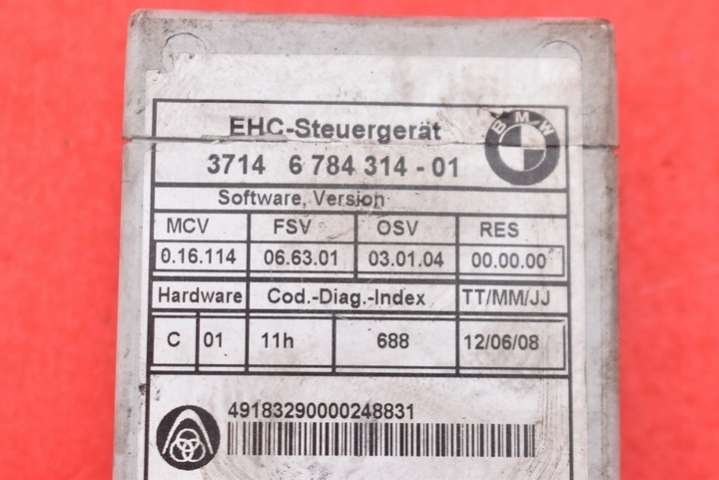 EHC-Steuergerät
BMW
3714 6 784 314 - 01
Software, Version
MCV FSV OSV RES
0.16.114 06.63.01 03.01.04 00.00.00
Hardware Cod.-Diag.-Index TT/MM/JJ
C 01 11h 688 12/06/08
49183290000248831